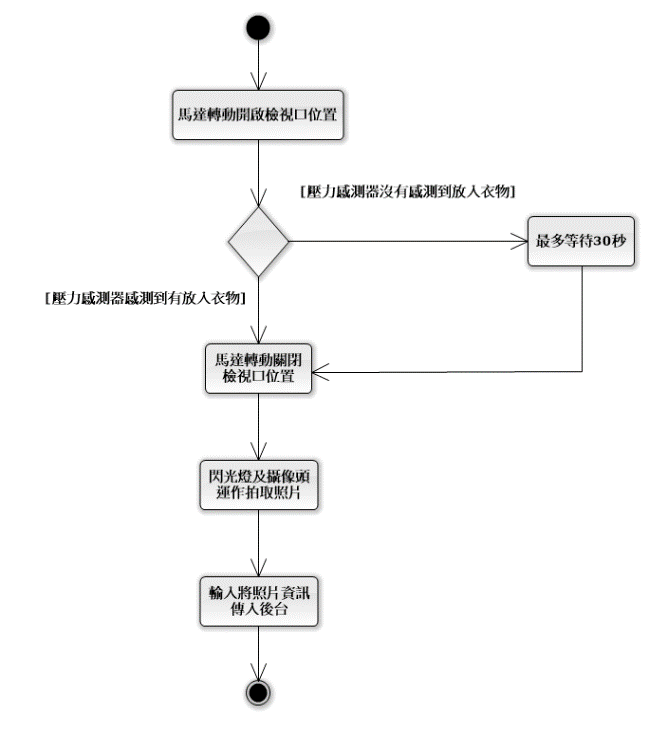 馬達轉動開啟檢視口位置
[壓力感測器沒有感測到放入衣物]
最多等待30秒
[壓力感測器感測到有放入衣物]
馬達轉動關閉
檢視口位置
閃光燈及攝像頭
運作拍取照片
輸入將照片資訊
傳入後台